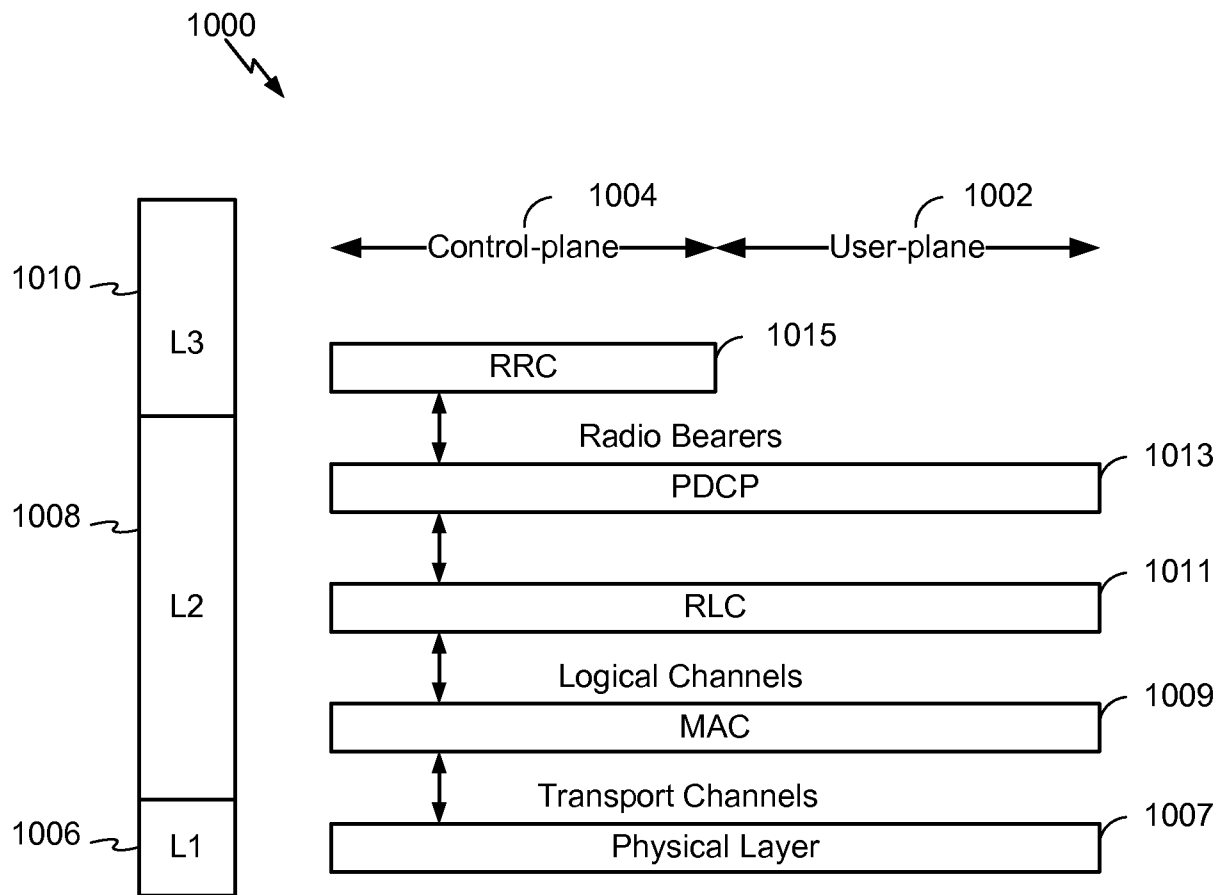 1000
1004
1002
Control-plane
User-plane
1010
L3
1015
RRC
Radio Bearers
1013
PDCP
1008
L2
1011
RLC
Logical Channels
1009
MAC
Transport Channels
1007
Physical Layer
1006
L1